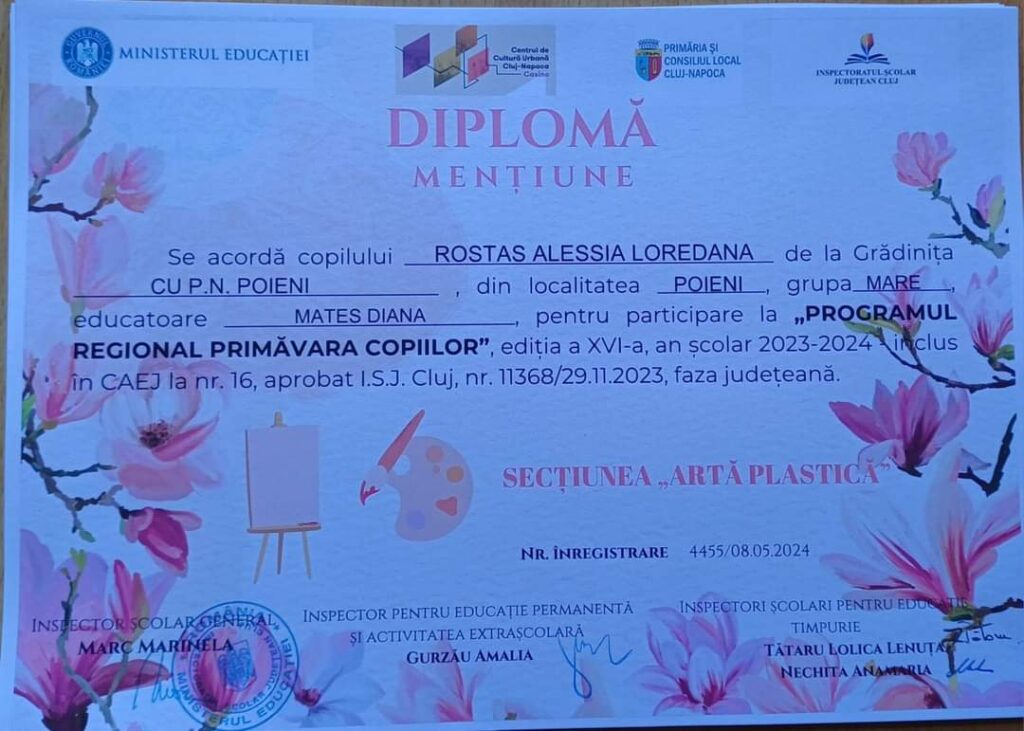 MINISTERUL EDUCAȚIEI
Centrul de
Cultură Urbană
Cluj-Napoca
Casino
PRIMĂRIA ȘI
CONSILIUL LOCAL
CLUJ-NAPOCA
INSPECTORATUL ȘCOLAR
JUDEȚEAN CLUJ
DIPLOMĂ
MENȚIUNE
Se acordă copilului ROSTAS ALESSIA LOREDANA de la Grădinița
CU P.N. POIENI, din localitatea POIENI, grupa MARE,
educatoare MATES DIANA, pentru participare la „PROGRAMUL
REGIONAL PRIMĂVARA COPIILOR”, ediția a XVI-a, an școlar 2023-2024 - inclus
în CAEJ la nr. 16, aprobat I.S.J. Cluj, nr. 11368/29.11.2023, faza județeană.
SECȚIUNEA „ARTĂ PLASTICĂ”
NR. ÎNREGISTRARE 4455/08.05.2024
INSPECTOR ȘCOLAR GENERAL,
MARC MARINELA
INSPECTOR PENTRU EDUCAȚIE PERMANENTĂ
ȘI ACTIVITATEA EXTRAȘCOLARĂ
GURZĂU AMALIA
INSPECTORI ȘCOLARI PENTRU EDUCAȚIE
TIMPURIE
TĂTARU LOLICA LENUȚA
NECHITA ANAMARIA
MINISTERUL EDUCAȚIEI